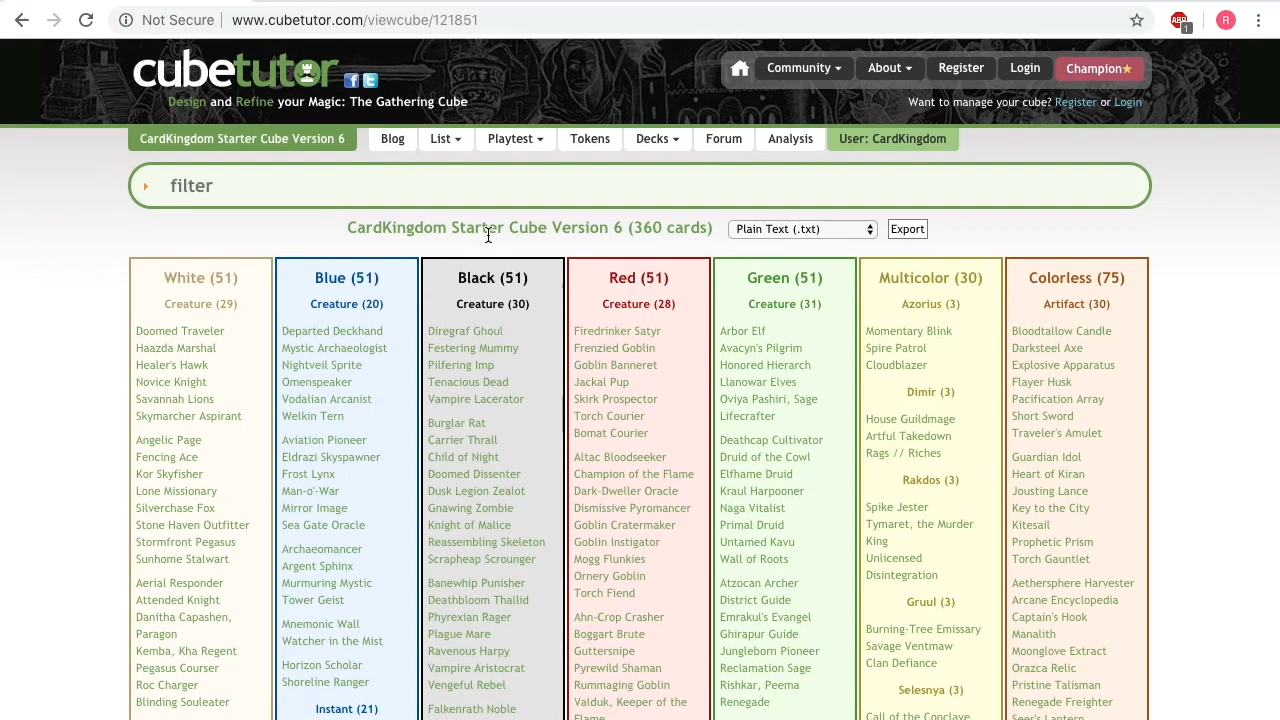 Not Secure
www.cubetutor.com/viewcube/121851
ABP
1
R
cubetutor
f
Design and Refine your Magic: The Gathering Cube
Community
About
Register
Login
Champion
Want to manage your cube? Register or Login
CardKingdom Starter Cube Version 6
Blog
List
Playtest
Tokens
Decks
Forum
Analysis
User: CardKingdom
filter
CardKingdom Starter Cube Version 6 (360 cards)
Plain Text (.txt)
Export
White (51)
Creature (29)
Doomed Traveler
Haazda Marshal
Healer's Hawk
Novice Knight
Savannah Lions
Skymarcher Aspirant
Angelic Page
Fencing Ace
Kor Skyfisher
Lone Missionary
Silverchase Fox
Stone Haven Outfitter
Stormfront Pegasus
Sunhome Stalwart
Aerial Responder
Attended Knight
Danitha Capashen,
Paragon
Kemba, Kha Regent
Pegasus Courser
Roc Charger
Blinding Souleater
Blue (51)
Creature (20)
Departed Deckhand
Mystic Archaeologist
Nightveil Sprite
Omenspeaker
Vodalian Arcanist
Welkin Tern
Aviation Pioneer
Eldrazi Skyspawner
Frost Lynx
Man-o'-War
Mirror Image
Sea Gate Oracle
Archaeomancer
Argent Sphinx
Murmuring Mystic
Tower Geist
Mnemonic Wall
Watcher in the Mist
Horizon Scholar
Shoreline Ranger
Instant (21)
Black (51)
Creature (30)
Diregraf Ghoul
Festering Mummy
Pilfering Imp
Tenacious Dead
Vampire Lacerator
Burglar Rat
Carrier Thrall
Child of Night
Doomed Dissenter
Dusk Legion Zealot
Gnawing Zombie
Knight of Malice
Reassembling Skeleton
Scrapheap Scrounger
Banewhip Punisher
Deathbloom Thallid
Phyrexian Rager
Plague Mare
Ravenous Harpy
Vampire Aristocrat
Vengeful Rebel
Falkenrath Noble
Red (51)
Creature (28)
Firedrinker Satyr
Frenzied Goblin
Goblin Banneret
Jackal Pup
Skirk Prospector
Torch Courier
Bomat Courier
Altac Bloodseeker
Champion of the Flame
Dark-Dweller Oracle
Dismissive Pyromancer
Goblin Cratermaker
Goblin Instigator
Mogg Flunkies
Ornery Goblin
Torch Fiend
Ahn-Crop Crasher
Boggart Brute
Guttersnipe
Pyrewild Shaman
Rummaging Goblin
Valduk, Keeper of the
Flame
Green (51)
Creature (31)
Arbor Elf
Avacyn's Pilgrim
Honored Hierarch
Llanowar Elves
Oviya Pashiri, Sage
Lifecrafter
Deathcap Cultivator
Druid of the Cowl
Elfhame Druid
Kraul Harpooner
Naga Vitalist
Primal Druid
Untamed Kavu
Wall of Roots
Atzocan Archer
District Guide
Emrakul's Evangel
Ghirapur Guide
Jungleborn Pioneer
Reclamation Sage
Rishkar, Peema
Renegade
Multicolor (30)
Azorius (3)
Momentary Blink
Spire Patrol
Cloudblazer
Dimir (3)
House Guildmage
Artful Takedown
Rags // Riches
Rakdos (3)
Spike Jester
Tymaret, the Murder
King
Unlicensed
Disintegration
Gruul (3)
Burning-Tree Emissary
Savage Ventmaw
Clan Defiance
Selesnya (3)
Call of the Conclave
Colorless (75)
Artifact (30)
Bloodtallow Candle
Darksteel Axe
Explosive Apparatus
Flayer Husk
Pacification Array
Short Sword
Traveler's Amulet
Guardian Idol
Heart of Kiran
Jousting Lance
Key to the City
Kitesail
Prophetic Prism
Torch Gauntlet
Aethersphere Harvester
Arcane Encyclopedia
Captain's Hook
Manalith
Moonglove Extract
Orazca Relic
Pristine Talisman
Renegade Freighter
Seer's Lantern